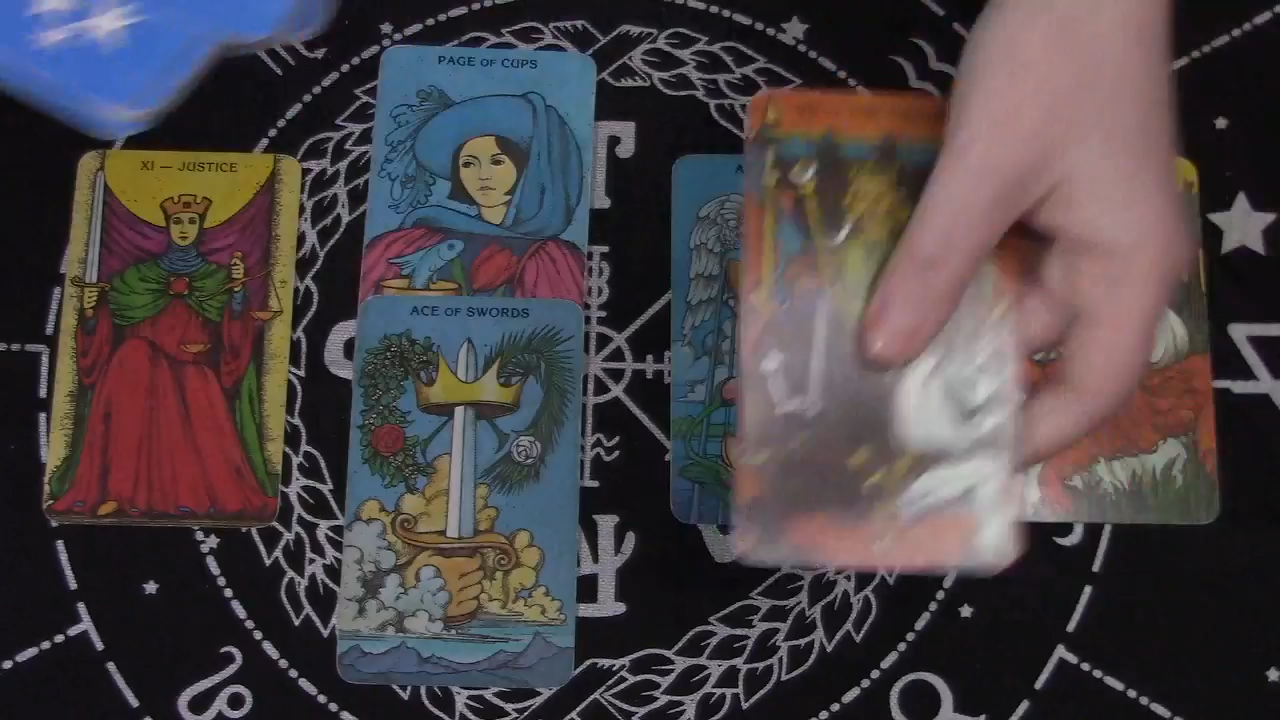 PAGE OF CUPS
XI — JUSTICE
ACE OF SWORDS